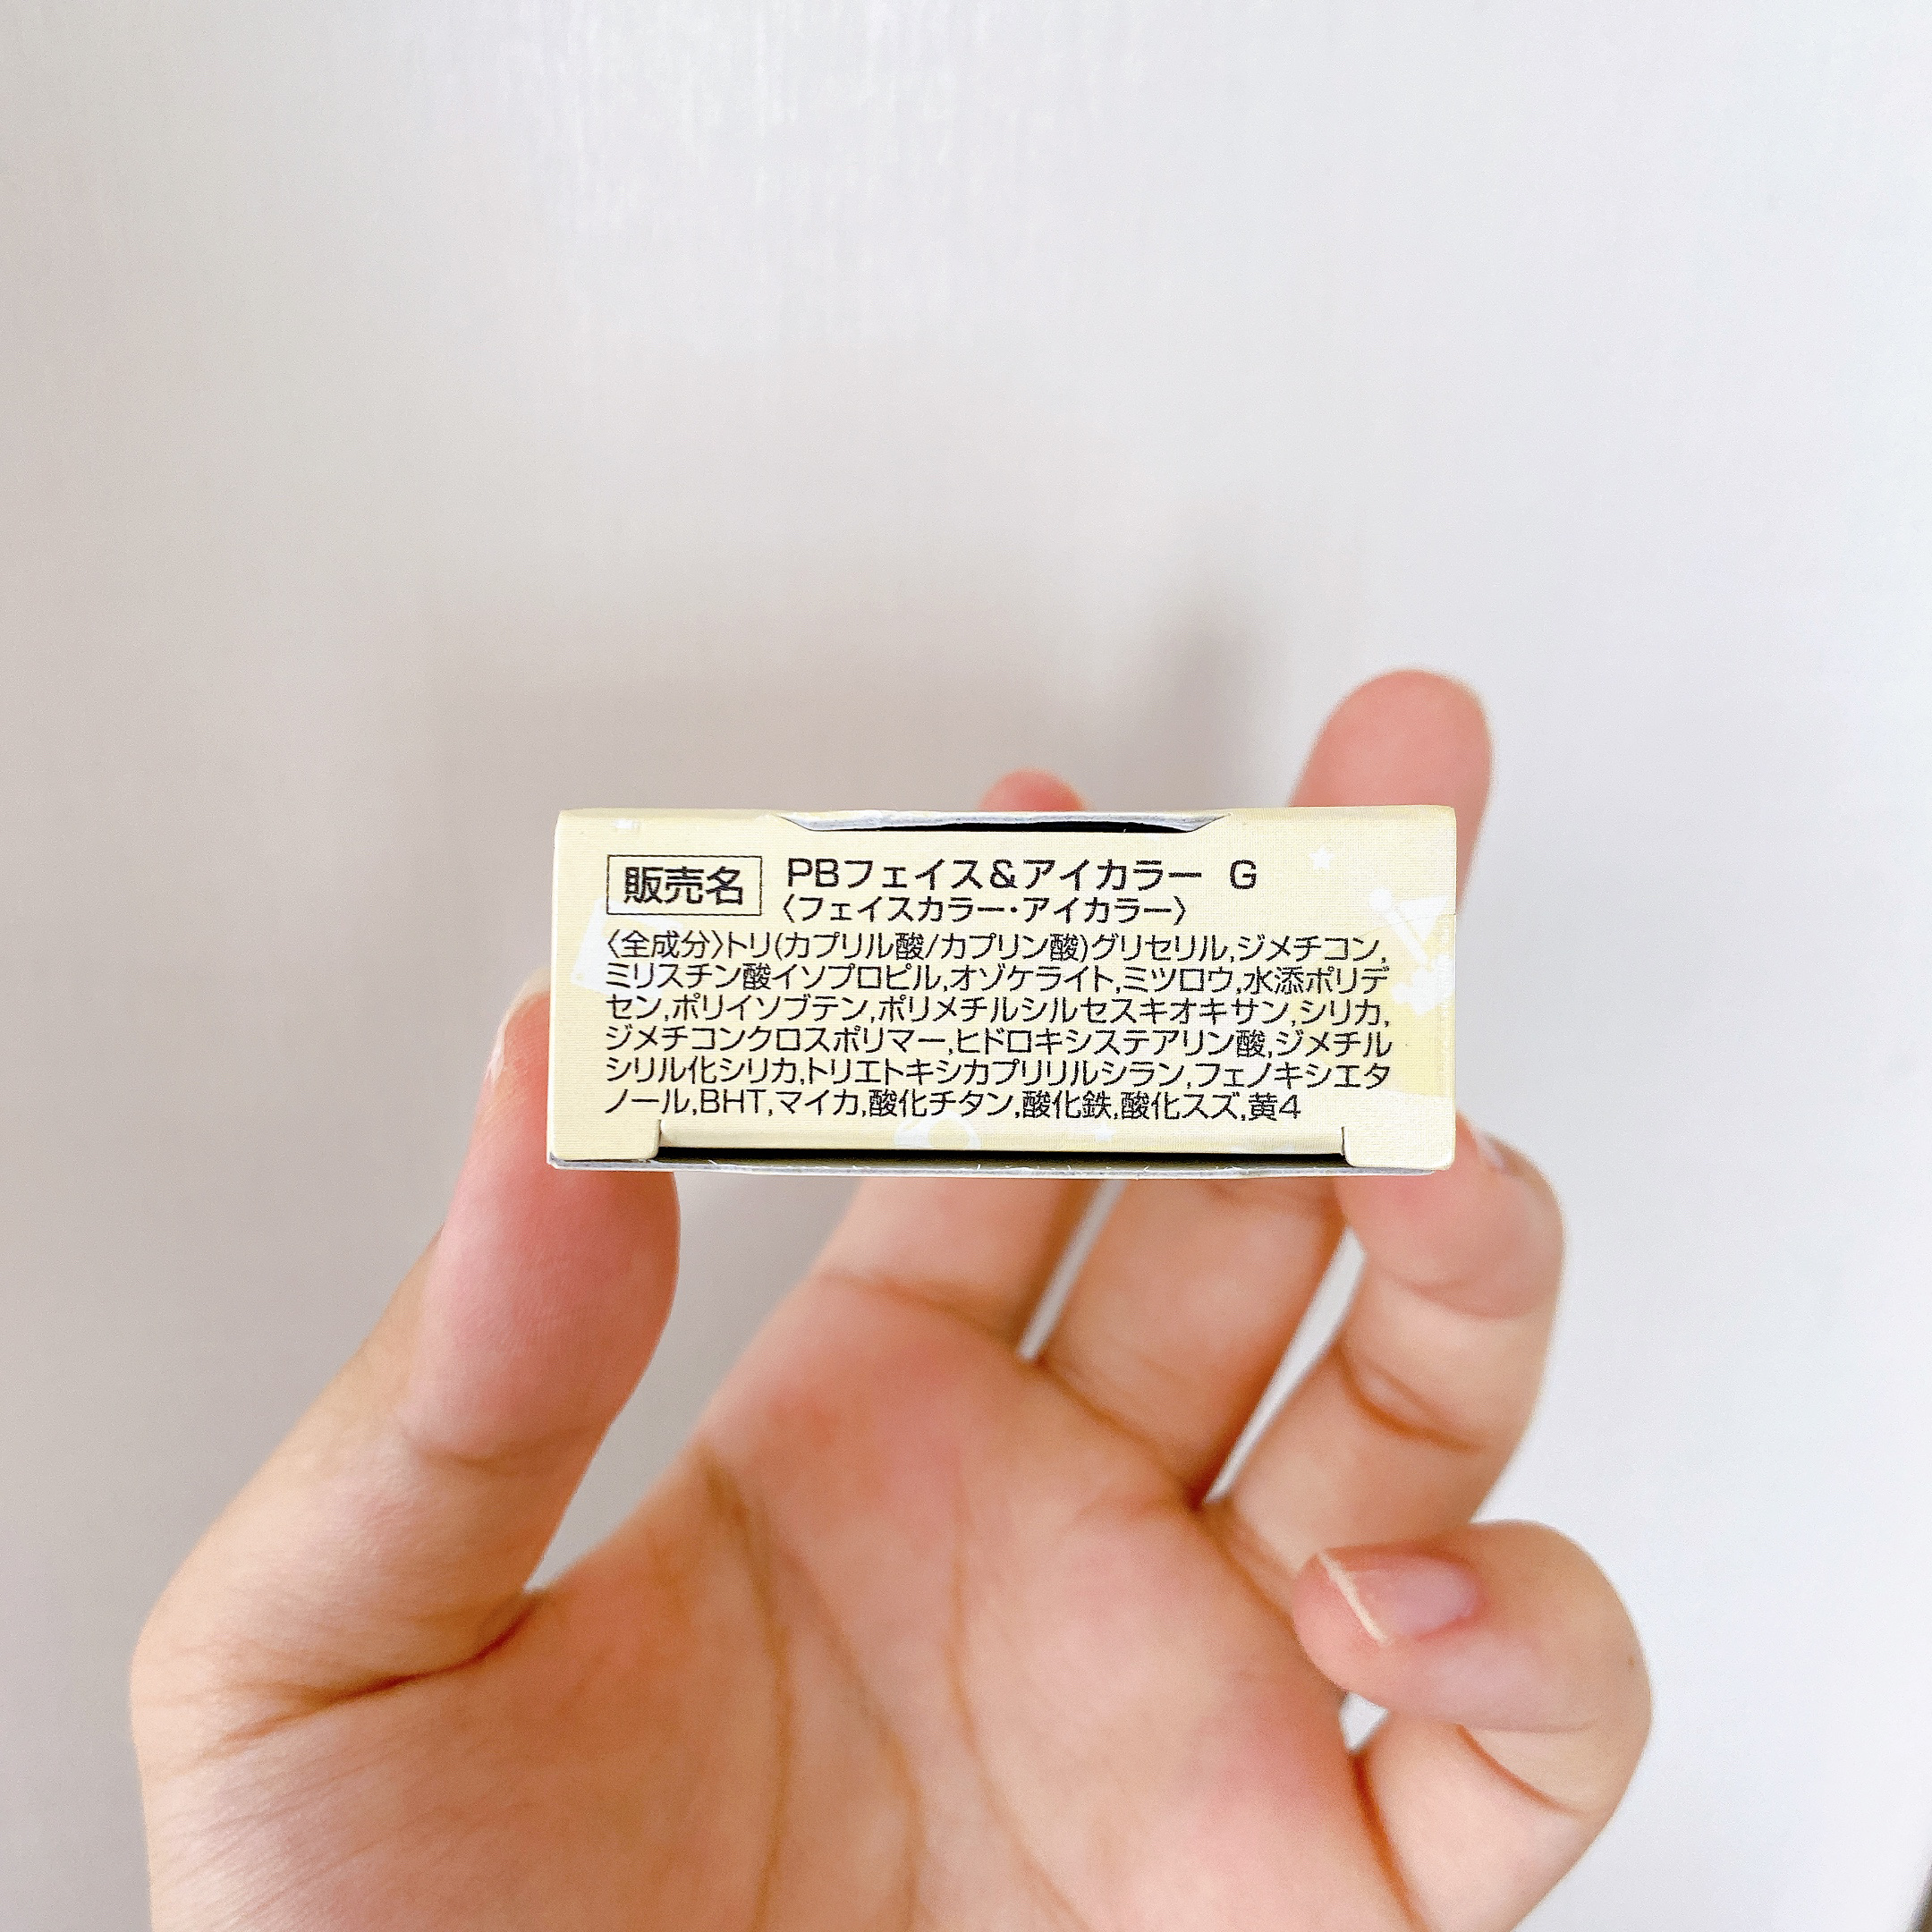 販売名 PBフェイス&アイカラー G
〈フェイスカラー・アイカラー〉
〈全成分〉トリ(カプリル酸/カプリン酸)グリセリル,ジメチコン,
ミリスチン酸イソプロピル,オゾケライト,ミツロウ,水添ポリデ
セン,ポリイソブテン,ポリメチルシルセスキオキサン,シリカ,
ジメチコンクロスポリマー,ヒドロキシステアリン酸,ジメチル
シリル化シリカ,トリエトキシカプリリルシラン,フェノキシエタ
ノール,BHT,マイカ,酸化チタン,酸化鉄,酸化スズ,黄4